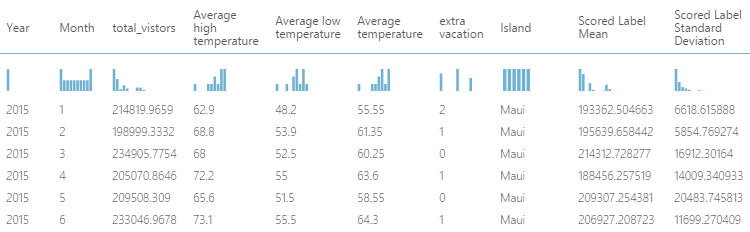 Year Month total_vistors Average high temperature Average low temperature Average temperature extra vacation Island Scored Label Mean Scored Label Standard Deviation
2015 1 214819.9659 62.9 48.2 55.55 2 Maui 193362.504663 6618.615888
2015 2 198999.3332 68.8 53.9 61.35 1 Maui 195639.658442 5854.769274
2015 3 234905.7754 68 52.5 60.25 0 Maui 214312.728277 16912.30164
2015 4 205070.8646 72.2 55 63.6 1 Maui 188456.257519 14009.340931
2015 5 209508.309 65.6 51.5 58.55 0 Maui 209307.254381 20483.745813
2015 6 233046.9678 73.1 55.5 64.3 1 Maui 206927.208723 11699.270409